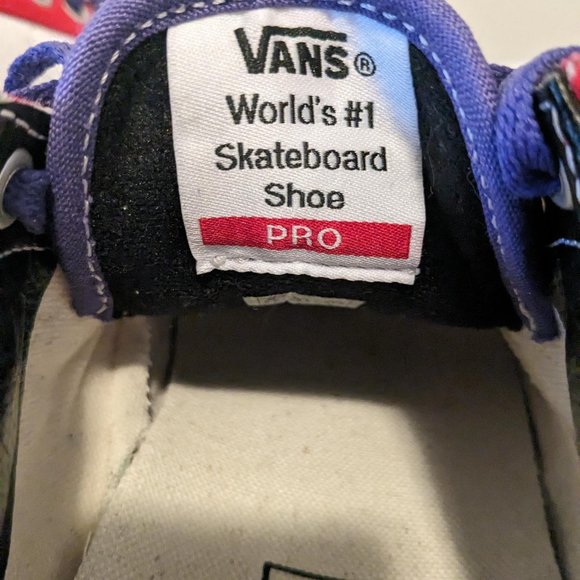 VANS®
World's #1
Skateboard
Shoe
PRO